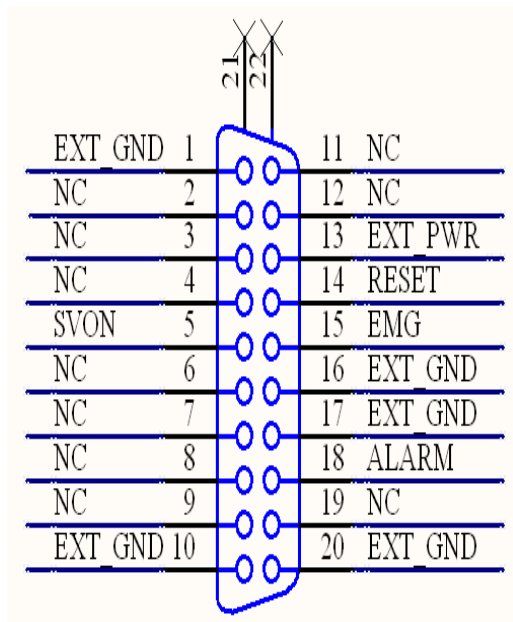 21 22
EXT_GND 1 11 NC
NC 2 12 NC
NC 3 13 EXT_PWR
NC 4 14 RESET
SVON 5 15 EMG
NC 6 16 EXT_GND
NC 7 17 EXT_GND
NC 8 18 ALARM
NC 9 19 NC
EXT_GND 10 20 EXT_GND